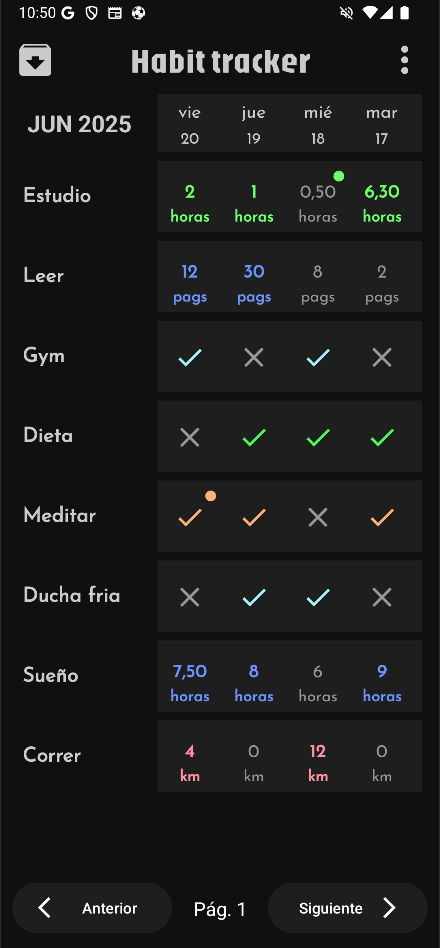 10:50
Habit tracker
JUN 2025
vie jue mié mar
20 19 18 17
Estudio
2 1 0,50 6,30
horas horas horas horas
Leer
12 30 8 2
pags pags pags pags
Gym
Dieta
Meditar
Ducha fria
Sueño
7,50 8 6 9
horas horas horas horas
Correr
4 0 12 0
km km km km
Anterior Pág. 1 Siguiente